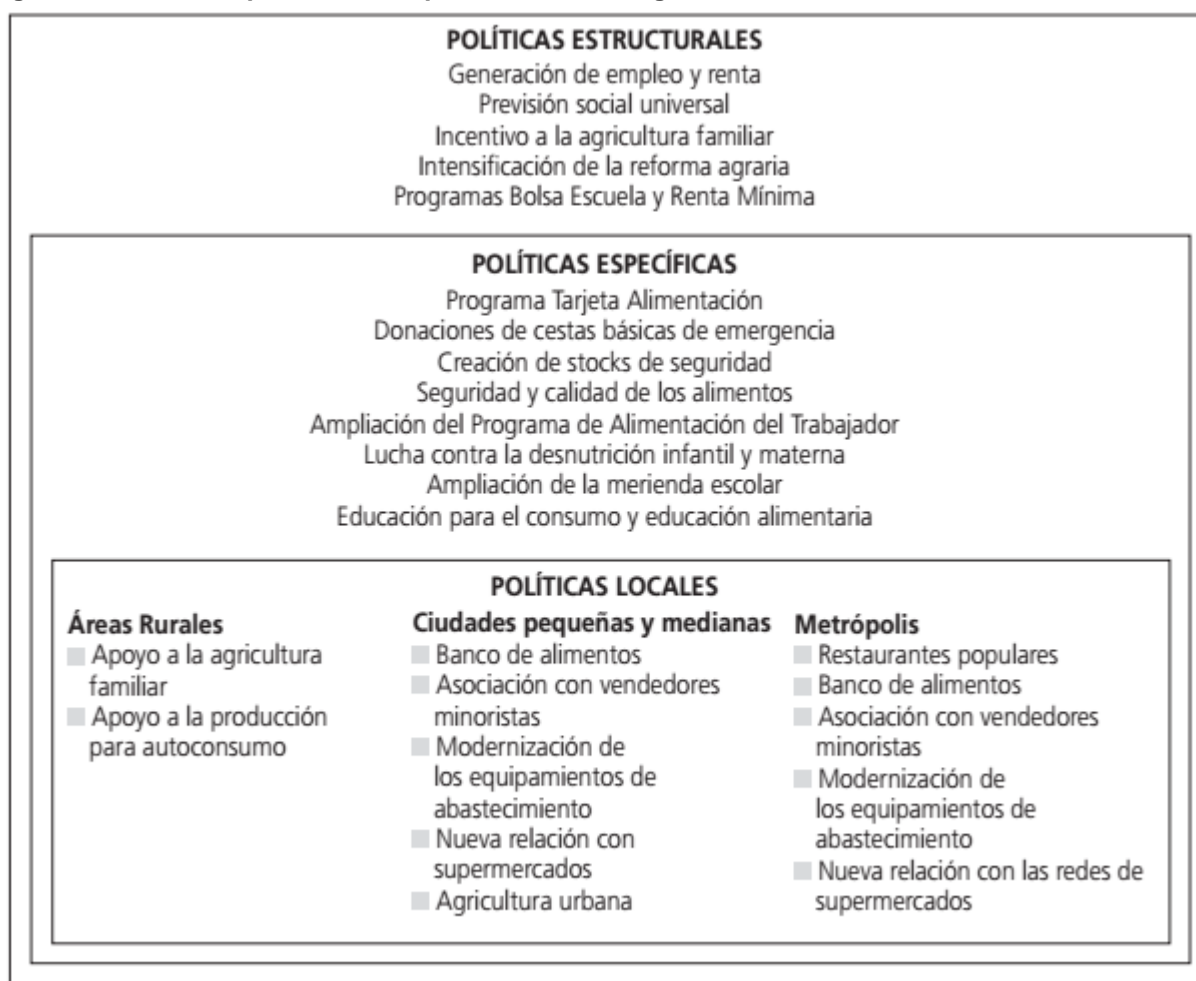 POLÍTICAS ESTRUCTURALES
Generación de empleo y renta
Previsión social universal
Incentivo a la agricultura familiar
Intensificación de la reforma agraria
Programas Bolsa Escuela y Renta Mínima
POLÍTICAS ESPECÍFICAS
Programa Tarjeta Alimentación
Donaciones de cestas básicas de emergencia
Creación de stocks de seguridad
Seguridad y calidad de los alimentos
Ampliación del Programa de Alimentación del Trabajador
Lucha contra la desnutrición infantil y materna
Ampliación de la merienda escolar
Educación para el consumo y educación alimentaria
POLÍTICAS LOCALES
Áreas Rurales
Apoyo a la agricultura
familiar
Apoyo a la producción
para autoconsumo
Ciudades pequeñas y medianas
Banco de alimentos
Asociación con vendedores
minoristas
Modernización de
los equipamientos de
abastecimiento
Nueva relación con
supermercados
Agricultura urbana
Metrópolis
Restaurantes populares
Banco de alimentos
Asociación con vendedores
minoristas
Modernización de
los equipamientos de
abastecimiento
Nueva relación con las redes de
supermercados